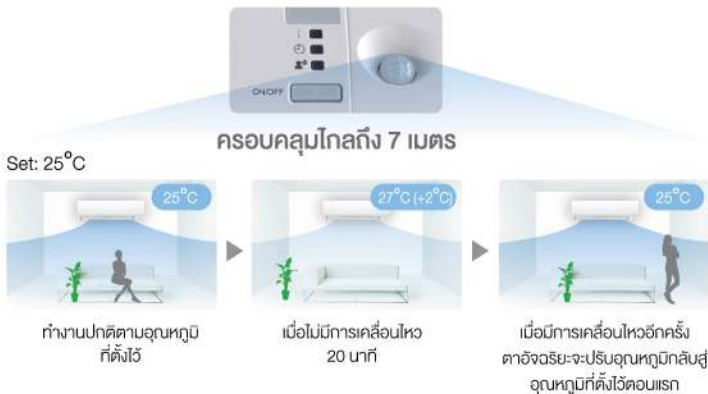 ON/OFF
ครอบคลุมไกลถึง 7 เมตร
Set: 25°C
25°C
27°C (+2°C)
25°C
ทำงานปกติตามอุณหภูมิ
ที่ตั้งไว้
เมื่อไม่มีการเคลื่อนไหว
20 นาที
เมื่อมีการเคลื่อนไหวอีกครั้ง
ตาอัจฉริยะจะปรับอุณหภูมิกลับสู่
อุณหภูมิที่ตั้งไว้ตอนแรก